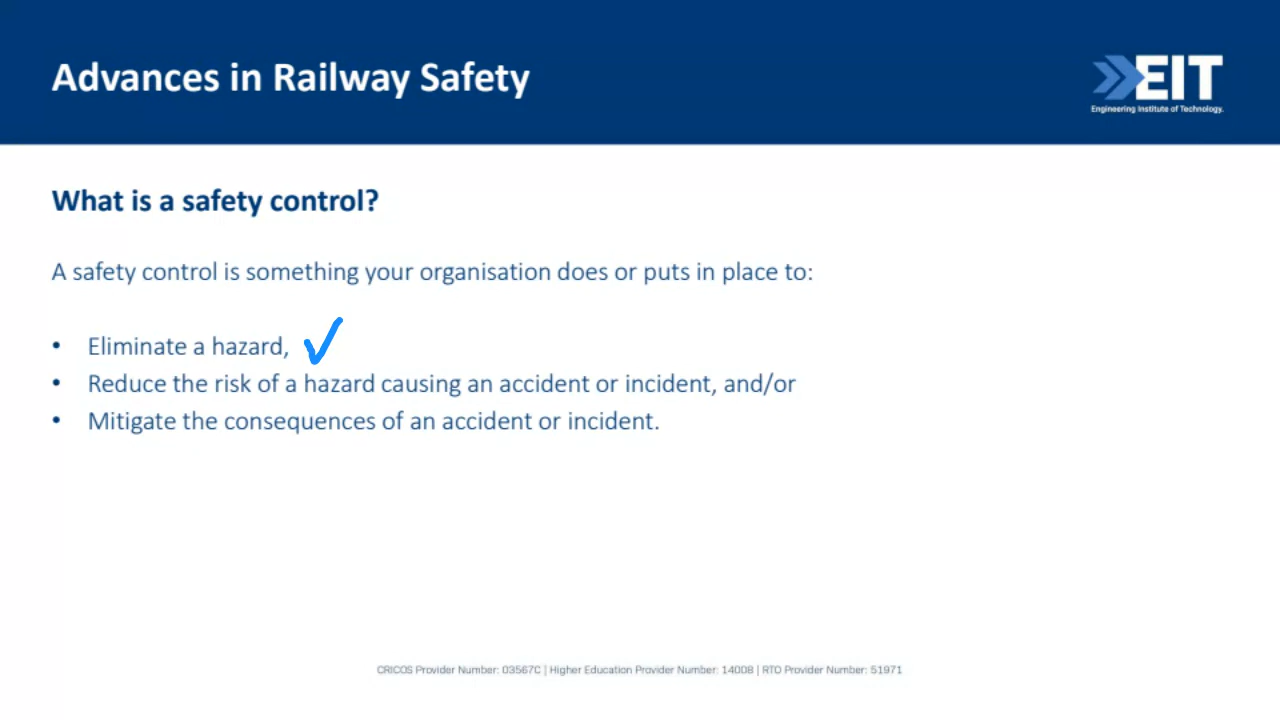 Advances in Railway Safety
EIT
Engineering Institute of Technology.
What is a safety control?
A safety control is something your organisation does or puts in place to:
• Eliminate a hazard,
• Reduce the risk of a hazard causing an accident or incident, and/or
• Mitigate the consequences of an accident or incident.
CRICOS Provider Number: 03567C | Higher Education Provider Number: 14008 | RTO Provider Number: 51971